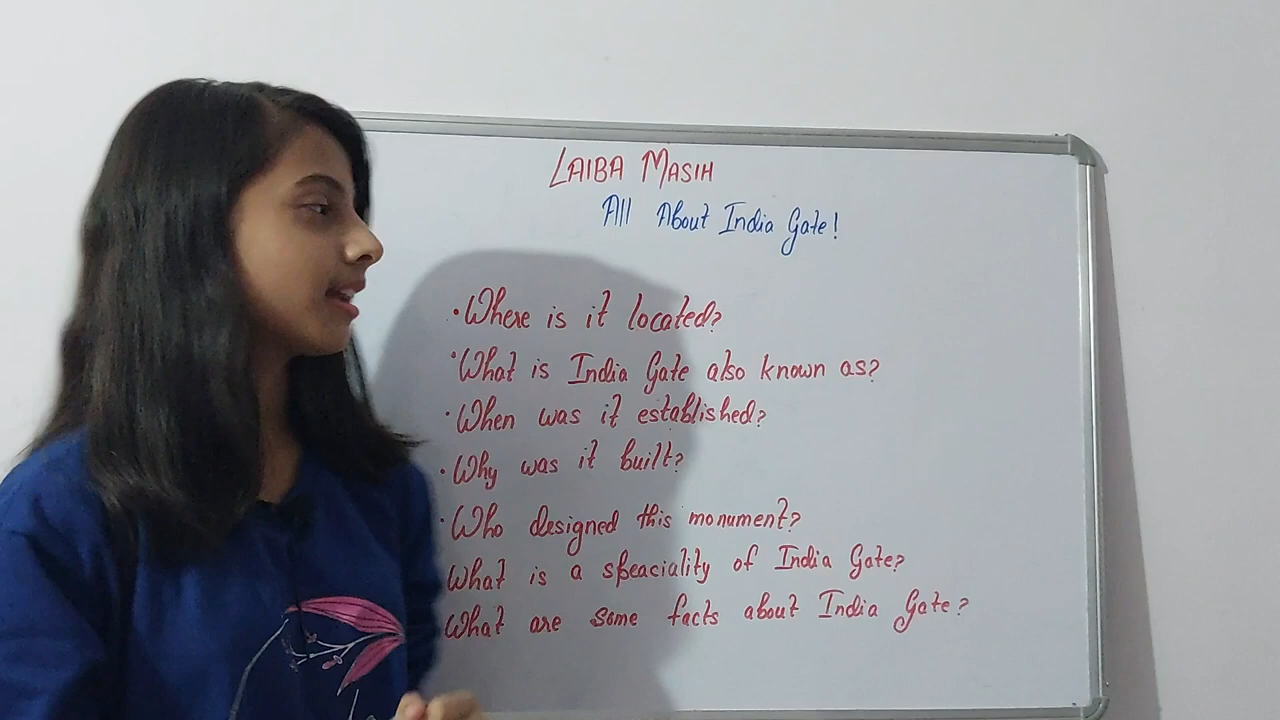 LAIBA MASIH
All About India Gate!
• Where is it located?
• What is India Gate also known as?
• When was it established?
• Why was it built?
• Who designed this monument?
What is a speaciality of India Gate?
What are some facts about India Gate?